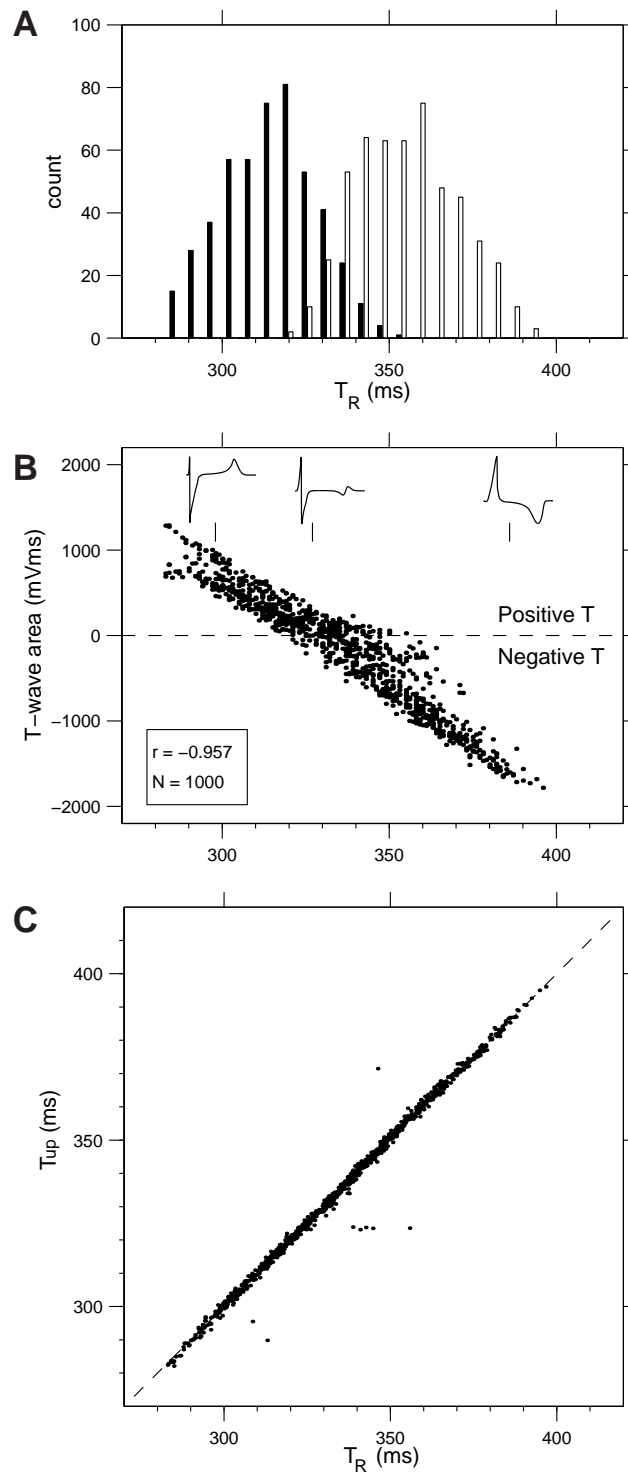 A
100
80
60
40
20
0
count
300
350
400
T_R (ms)
B
2000
1000
0
−1000
−2000
T−wave area (mVms)
Positive T
Negative T
r = −0.957
N = 1000
300
350
400
C
400
350
300
Tup (ms)
300
350
400
T_R (ms)